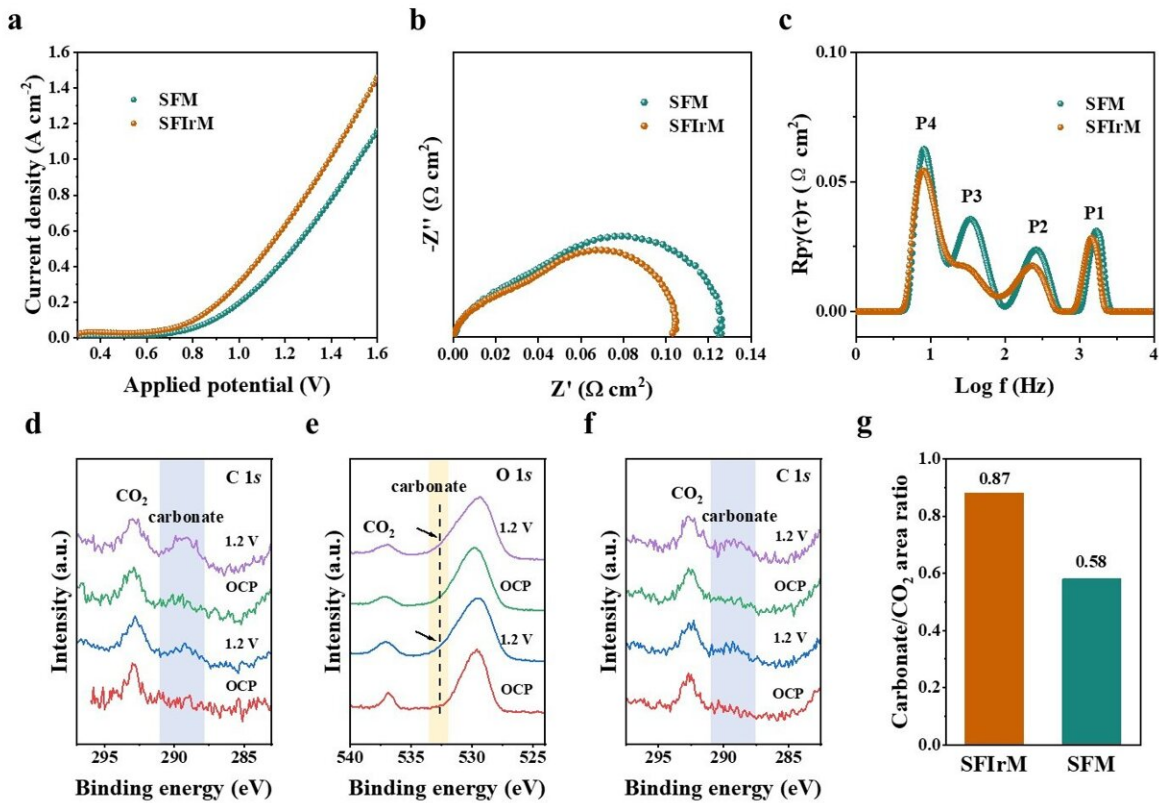 a
1.6
1.4
1.2
1.0
0.8
0.6
0.4
0.2
0.0
0.4 0.6 0.8 1.0 1.2 1.4 1.6
Current density (A cm⁻²)
Applied potential (V)
SFM
SFIrM
b
-Z'' (Ω cm²)
SFM
SFIrM
0.00 0.02 0.04 0.06 0.08 0.10 0.12 0.14
Z' (Ω cm²)
c
0.10
0.05
0.00
Rpγ(τ)τ (Ω cm²)
SFM
SFIrM
P4
P3
P2
P1
0 1 2 3 4
Log f (Hz)
d
C 1s
CO₂
carbonate
1.2 V
OCP
1.2 V
OCP
Intensity (a.u.)
295 290 285
Binding energy (eV)
e
O 1s
carbonate
CO₂
1.2 V
OCP
1.2 V
OCP
Intensity (a.u.)
540 535 530 525
Binding energy (eV)
f
C 1s
CO₂
carbonate
1.2 V
OCP
1.2 V
OCP
Intensity (a.u.)
295 290 285
Binding energy (eV)
g
1.0
0.8
0.6
0.4
0.2
0.0
Carbonate/CO₂ area ratio
0.87
0.58
SFIrM SFM